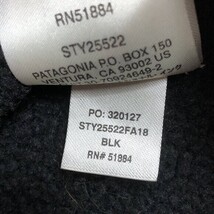 RN51884
STY25522
PATAGONIA P.O. BOX 150
VENTURA, CA 93002 US
PO: 320127
STY25522FA18
BLK
RN# 51884